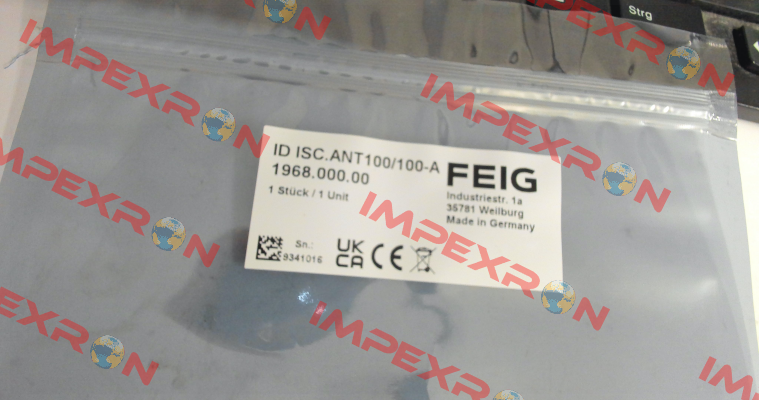 Strg
ID ISC.ANT100/100-A
1968.000.00
1 Stück / 1 Unit
FEIG
Industriestr. 1a
35781 Weilburg
Made in Germany
Sn.:
9341016
UK
CA
CE
IMPEXRON
IMPEXRON
IMPEXRON
IMPEXRON
IMPEXRON
IMPEXRON
IMPEXRON